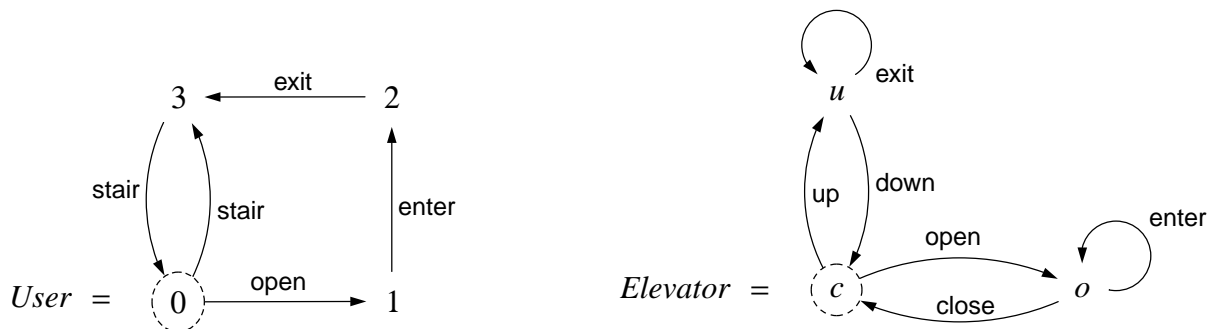 exit
exit
3
2
u
stair
stair
enter
up
down
enter
open
open
User = 0
1
Elevator = c
close
o